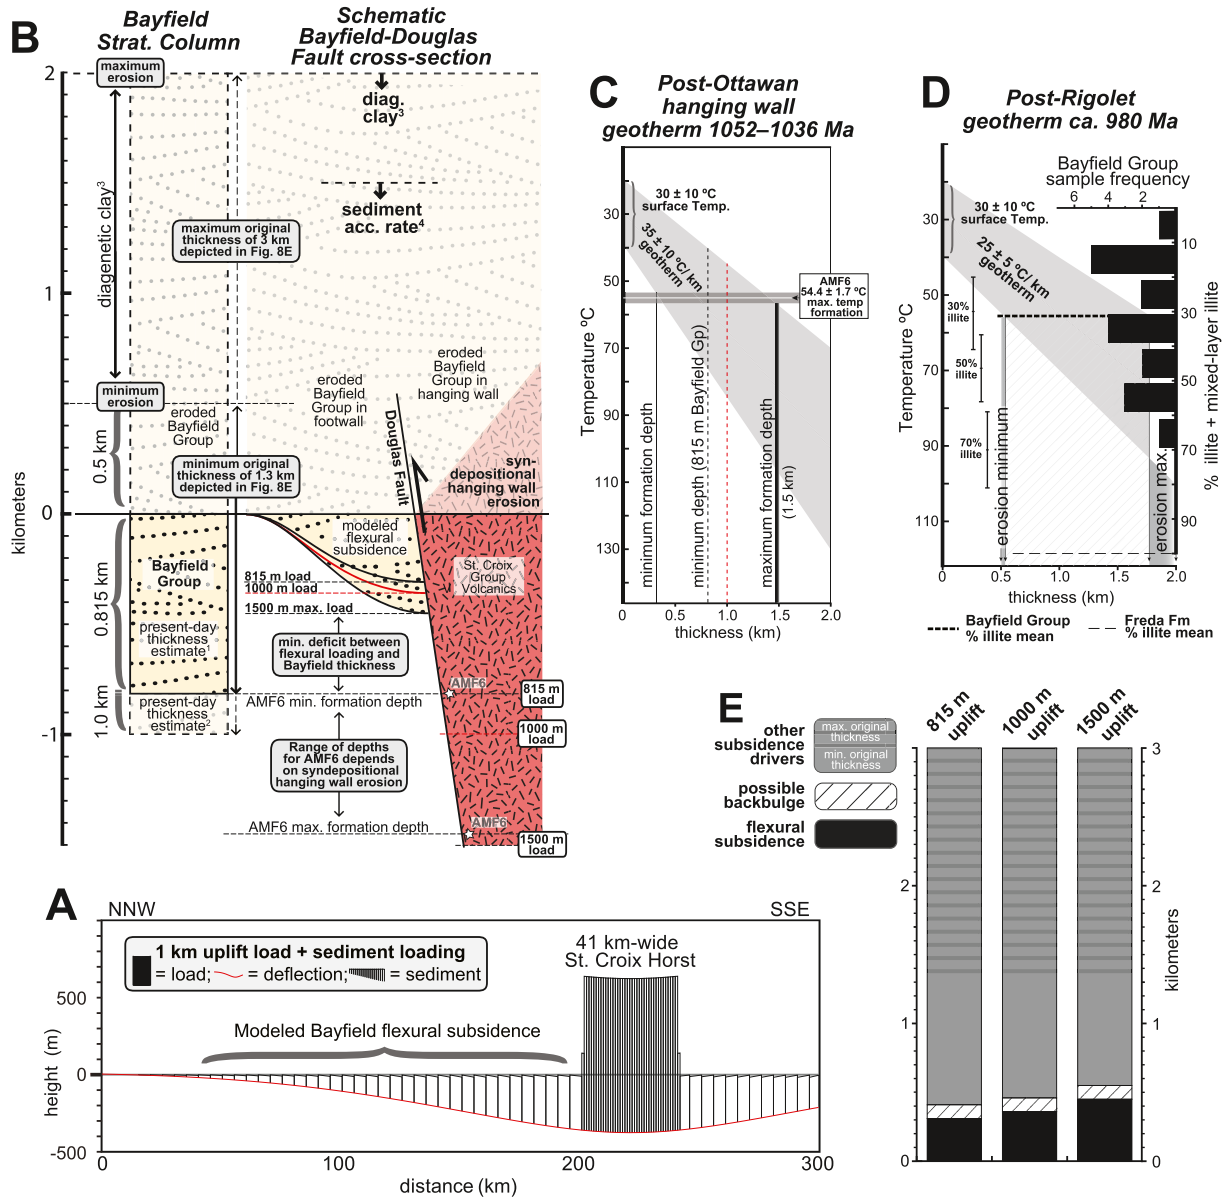 B
Bayfield
Strat. Column
Schematic
Bayfield-Douglas
Fault cross-section
2
1
0
-1
kilometers
maximum
erosion
diagenetic clay³
minimum
erosion
0.5 km
0.815 km
1.0 km
maximum original
thickness of 3 km
depicted in Fig. 8E
eroded
Bayfield
Group
minimum original
thickness of 1.3 km
depicted in Fig. 8E
Bayfield
Group
present-day
thickness
estimate¹
present-day
thickness
estimate²
diag.
clay³
sediment
acc. rate⁴
eroded
Bayfield
Group in
footwall
eroded
Bayfield
Group in
hanging wall
Douglas Fault
syn-
depositional
hanging wall
erosion
modeled
flexural
subsidence
St. Croix
Group
Volcanics
815 m load
1000 m load
1500 m max. load
min. deficit between
flexural loading and
Bayfield thickness
AMF6
AMF6 min. formation depth
815 m
load
1000 m
load
Range of depths
for AMF6 depends
on syndepositional
hanging wall erosion
AMF6 max. formation depth
AMF6
1500 m
load
C
Post-Ottawan
hanging wall
geotherm 1052–1036 Ma
30 ± 10 ºC
surface Temp.
35 ± 10 ºC/ km
geotherm
AMF6
54.4 ± 1.7 ºC
max. temp
formation
Temperature ºC
30
50
70
90
110
130
minimum formation depth
minimum depth (815 m Bayfield Gp)
maximum formation depth
(1.5 km)
0
0.5
1.0
1.5
2.0
thickness (km)
D
Post-Rigolet
geotherm ca. 980 Ma
Bayfield Group
sample frequency
6
2
30 ± 10 ºC
surface Temp.
25 ± 5 ºC/ km
geotherm
30%
illite
50%
illite
70%
illite
Temperature ºC
30
50
70
90
110
erosion minimum
erosion max.
10
30
50
70
90
% illite + mixed-layer illite
0
0.5
1.0
1.5
2.0
thickness (km)
Bayfield Group
% illite mean
Freda Fm
% illite mean
E
other
subsidence
drivers
max. original
thickness
min. original
thickness
possible
backbulge
flexural
subsidence
815 m
uplift
1000 m
uplift
1500 m
uplift
2
1
0
3
2
1
0
kilometers
A
NNW
SSE
1 km uplift load + sediment loading
= load; = deflection; = sediment
41 km-wide
St. Croix Horst
Modeled Bayfield flexural subsidence
height (m)
500
0
-500
0
100
200
300
distance (km)